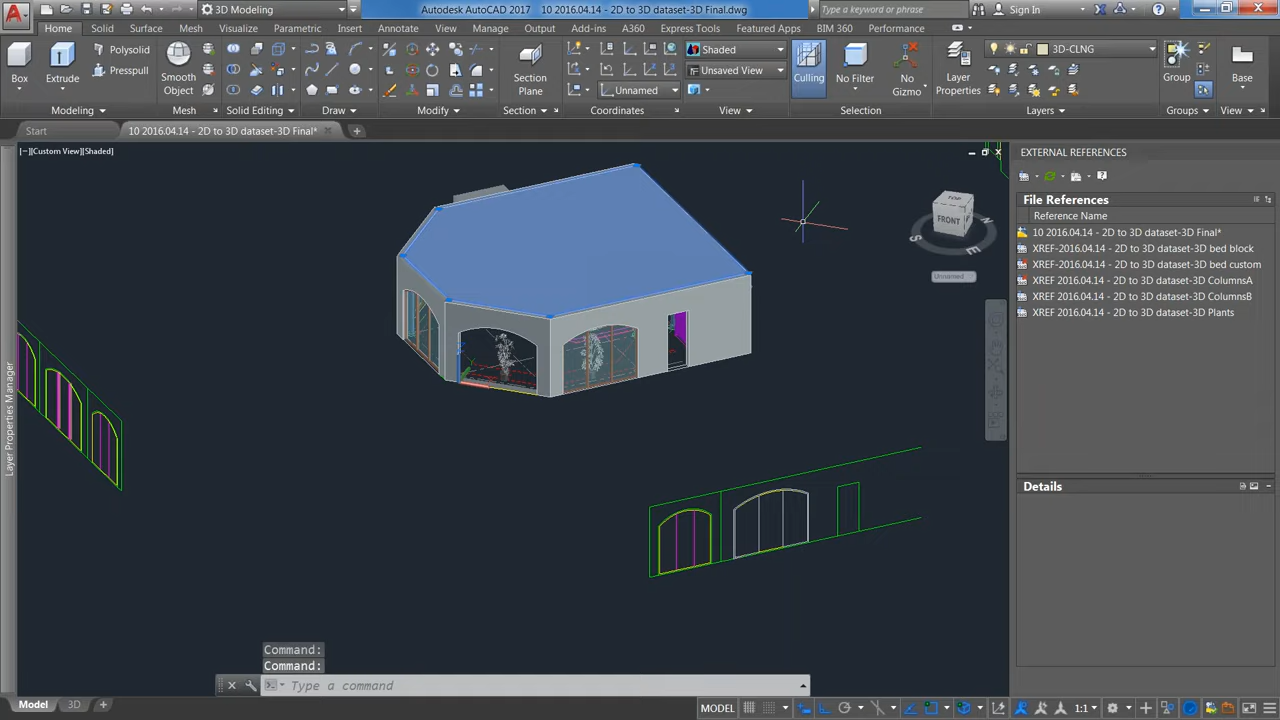 A 3D Modeling Autodesk AutoCAD 2017 10 2016.04.14 - 2D to 3D dataset-3D Final.dwg Type a keyword or phrase Sign In
Home Solid Surface Mesh Visualize Parametric Insert Annotate View Manage Output Add-ins A360 Express Tools Featured Apps BIM 360 Performance
Polysolid
Presspull
Box Extrude Smooth Object Section Plane Shaded Unsaved View Unnamed Culling No Filter No Gizmo Layer Properties 3D-CLNG Group Base
Modeling Mesh Solid Editing Draw Modify Section Coordinates View Selection Layers Groups View
Start 10 2016.04.14 - 2D to 3D dataset-3D Final*
[−][Custom View][Shaded] EXTERNAL REFERENCES
File References
Reference Name
10 2016.04.14 - 2D to 3D dataset-3D Final*
XREF-2016.04.14 - 2D to 3D dataset-3D bed block
XREF-2016.04.14 - 2D to 3D dataset-3D bed custom
XREF 2016.04.14 - 2D to 3D dataset-3D ColumnsA
XREF 2016.04.14 - 2D to 3D dataset-3D ColumnsB
XREF 2016.04.14 - 2D to 3D dataset-3D Plants
TOP
FRONT
N
S
E
Unnamed
Layer Properties Manager
Details
Command:
Command:
Type a command
Model 3D MODEL 1:1